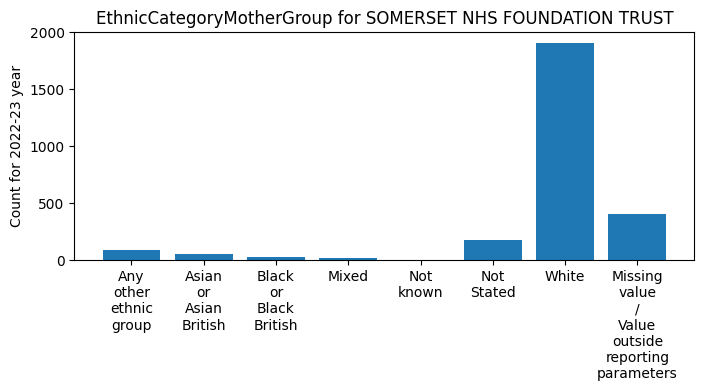 EthnicCategoryMotherGroup for SOMERSET NHS FOUNDATION TRUST
Count for 2022-23 year
2000
1500
1000
500
0
Any
other
ethnic
group
Asian
or
Asian
British
Black
or
Black
British
Mixed
Not
known
Not
Stated
White
Missing
value
/
Value
outside
reporting
parameters